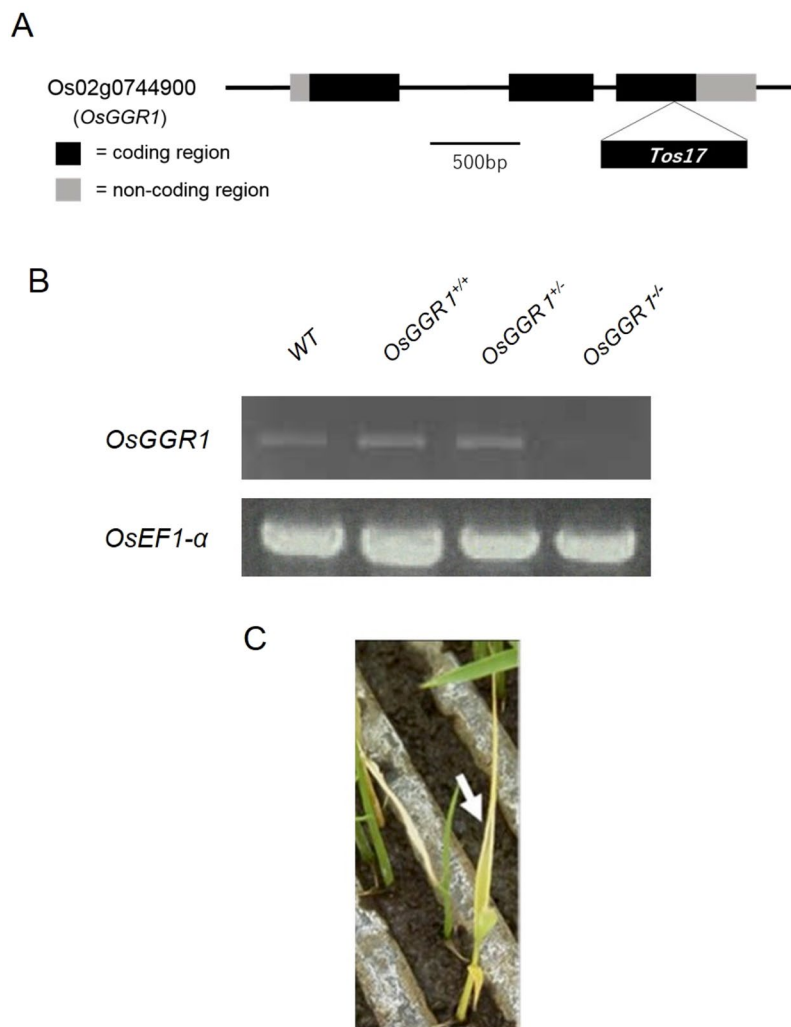 A
Os02g0744900
(OsGGR1)
= coding region
= non-coding region
500bp
Tos17
B
WT
OsGGR1+/+
OsGGR1+/-
OsGGR1-/-
OsGGR1
OsEF1-α
C